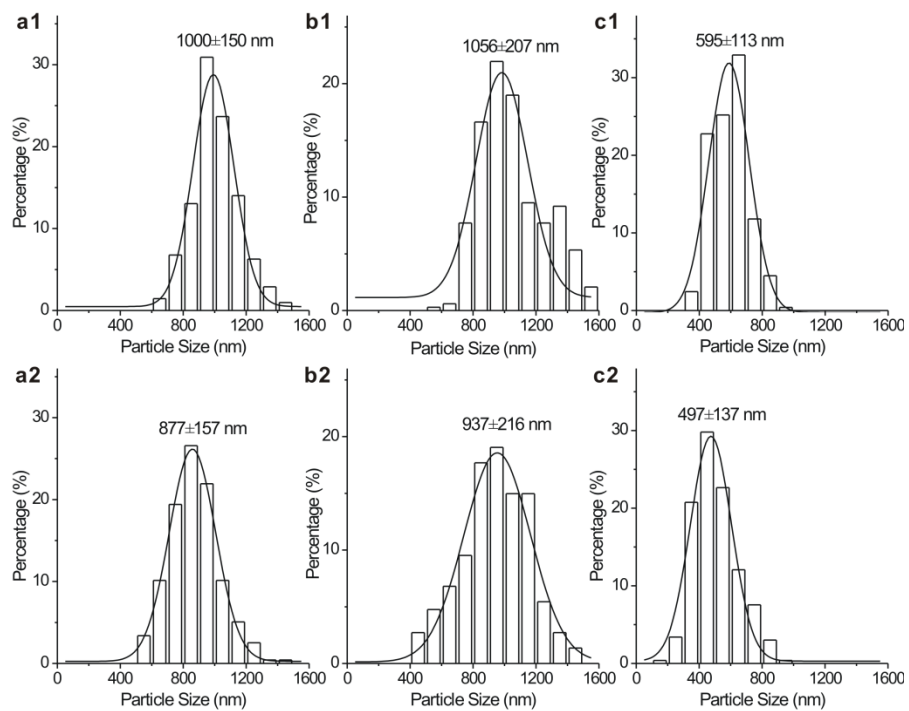 a1
1000±150 nm
Percentage (%)
30
20
10
0
0 400 800 1200 1600
Particle Size (nm)
b1
1056±207 nm
Percentage (%)
20
10
0
0 400 800 1200 1600
Particle Size (nm)
c1
595±113 nm
Percentage (%)
30
20
10
0
0 400 800 1200 1600
Particle Size (nm)
a2
877±157 nm
Percentage (%)
30
20
10
0
0 400 800 1200 1600
Particle Size (nm)
b2
937±216 nm
Percentage (%)
20
10
0
0 400 800 1200 1600
Particle Size (nm)
c2
497±137 nm
Percentage (%)
30
20
10
0
0 400 800 1200 1600
Particle Size (nm)